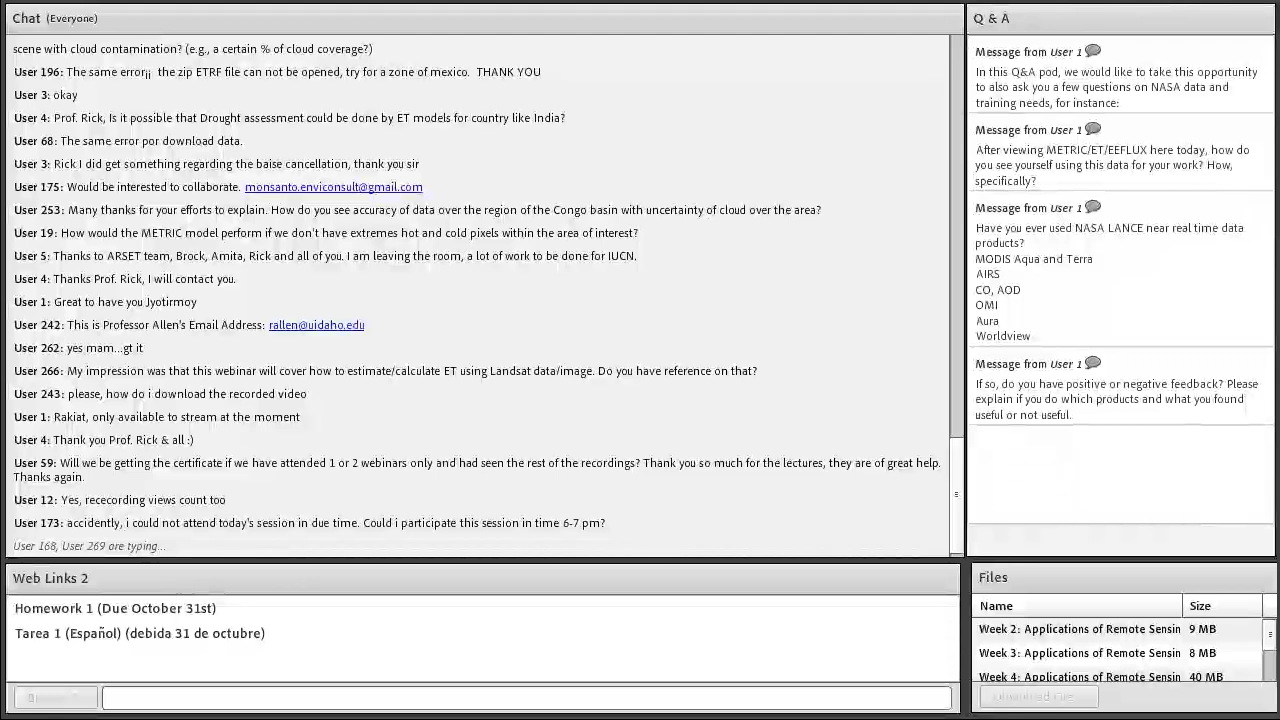 Chat (Everyone)
scene with cloud contamination? (e.g., a certain % of cloud coverage?)
User 196: The same error¡¡ the zip ETRF file can not be opened, try for a zone of mexico. THANK YOU
User 3: okay
User 4: Prof. Rick, Is it possible that Drought assessment could be done by ET models for country like India?
User 68: The same error por download data.
User 3: Rick I did get something regarding the baise cancellation, thank you sir
User 175: Would be interested to collaborate. monsanto.enviconsult@gmail.com
User 253: Many thanks for your efforts to explain. How do you see accuracy of data over the region of the Congo basin with uncertainty of cloud over the area?
User 19: How would the METRIC model perform if we don't have extremes hot and cold pixels within the area of interest?
User 5: Thanks to ARSET team, Brock, Amita, Rick and all of you. I am leaving the room, a lot of work to be done for IUCN.
User 4: Thanks Prof. Rick, I will contact you.
User 1: Great to have you Jyotirmoy
User 242: This is Professor Allen's Email Address: rallen@uidaho.edu
User 262: yes mam...gt it
User 266: My impression was that this webinar will cover how to estimate/calculate ET using Landsat data/image. Do you have reference on that?
User 243: please, how do i download the recorded video
User 1: Rakiat, only available to stream at the moment
User 4: Thank you Prof. Rick & all :)
User 59: Will we be getting the certificate if we have attended 1 or 2 webinars only and had seen the rest of the recordings? Thank you so much for the lectures, they are of great help.
Thanks again.
User 12: Yes, rececording views count too
User 173: accidently, i could not attend today's session in due time. Could i participate this session in time 6-7 pm?
User 168, User 269 are typing...
Q & A
Message from User 1
In this Q&A pod, we would like to take this opportunity
to also ask you a few questions on NASA data and
training needs, for instance:
Message from User 1
After viewing METRIC/ET/EEFLUX here today, how do
you see yourself using this data for your work? How,
specifically?
Message from User 1
Have you ever used NASA LANCE near real time data
products?
MODIS Aqua and Terra
AIRS
CO, AOD
OMI
Aura
Worldview
Message from User 1
If so, do you have positive or negative feedback? Please
explain if you do which products and what you found
useful or not useful.
Web Links 2
Homework 1 (Due October 31st)
Tarea 1 (Español) (debida 31 de octubre)
Files
Name Size
Week 2: Applications of Remote Sensin 9 MB
Week 3: Applications of Remote Sensin 8 MB
Week 4: Applications of Remote Sensin 40 MB